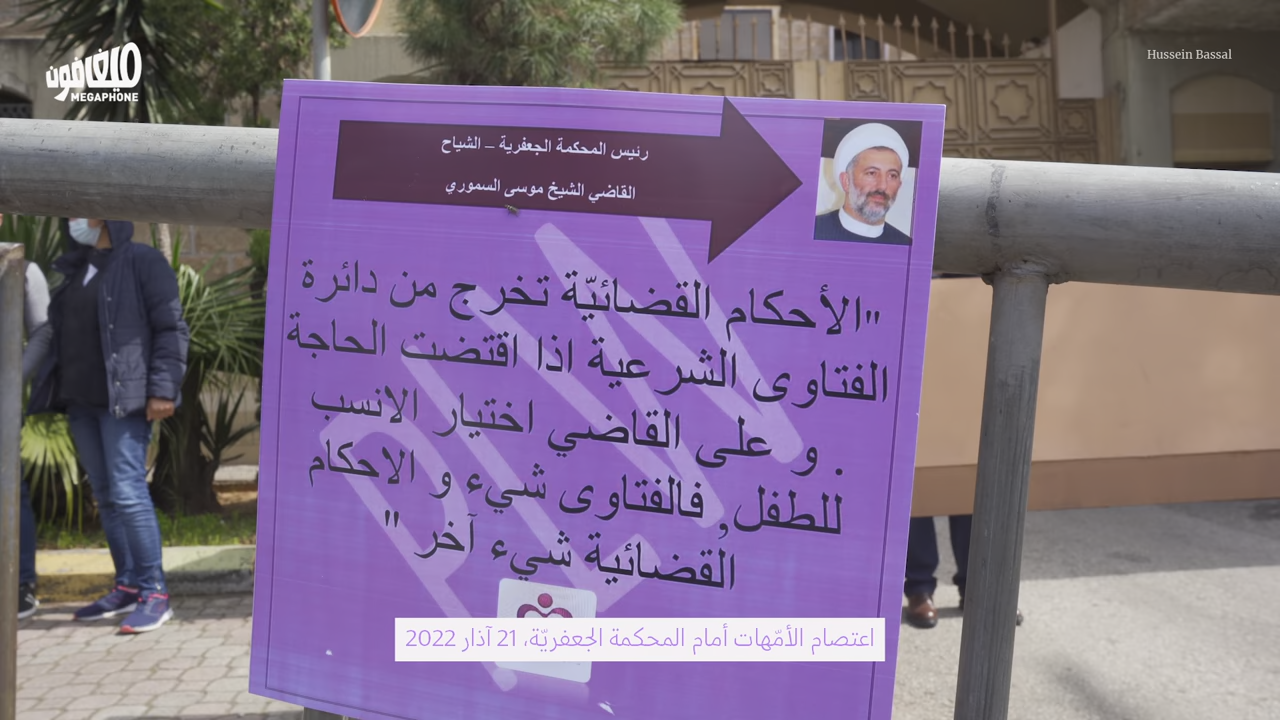 ميغافون
MEGAPHONE
Hussein Bassal
رئيس المحكمة الجعفرية – الشياح
القاضي الشيخ موسى السموري
"الأحكام القضائيّة تخرج من دائرة
الفتاوى الشرعية اذا اقتضت الحاجة
. و على القاضي اختيار الانسب
للطفل, فالفتاوى شيء و الاحكام
القضائية شيء آخر"
PLW
اعتصام الأمّهات أمام المحكمة الجعفريّة، 21 آذار 2022